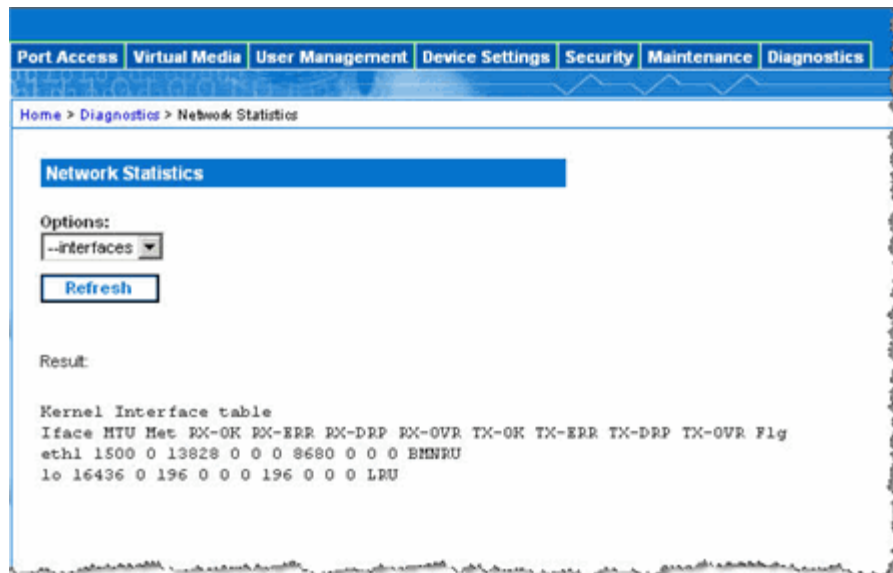 Port Access Virtual Media User Management Device Settings Security Maintenance Diagnostics
Home > Diagnostics > Network Statistics
Network Statistics
Options:
--interfaces
Refresh
Result:
Kernel Interface table
Iface MTU Met RX-OK RX-ERR RX-DRP RX-OVR TX-OK TX-ERR TX-DRP TX-OVR Flg
eth1 1500 0 13828 0 0 0 8680 0 0 0 BMNRU
lo 16436 0 196 0 0 0 196 0 0 0 LRU